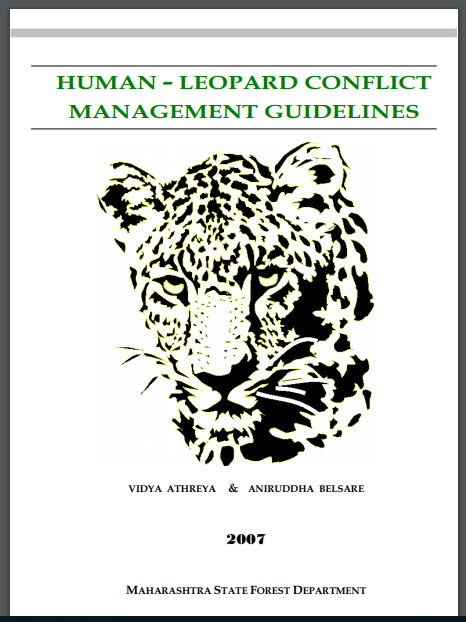 HUMAN – LEOPARD CONFLICT
MANAGEMENT GUIDELINES
VIDYA ATHREYA & ANIRUDDHA BELSARE
2007
MAHARASHTRA STATE FOREST DEPARTMENT